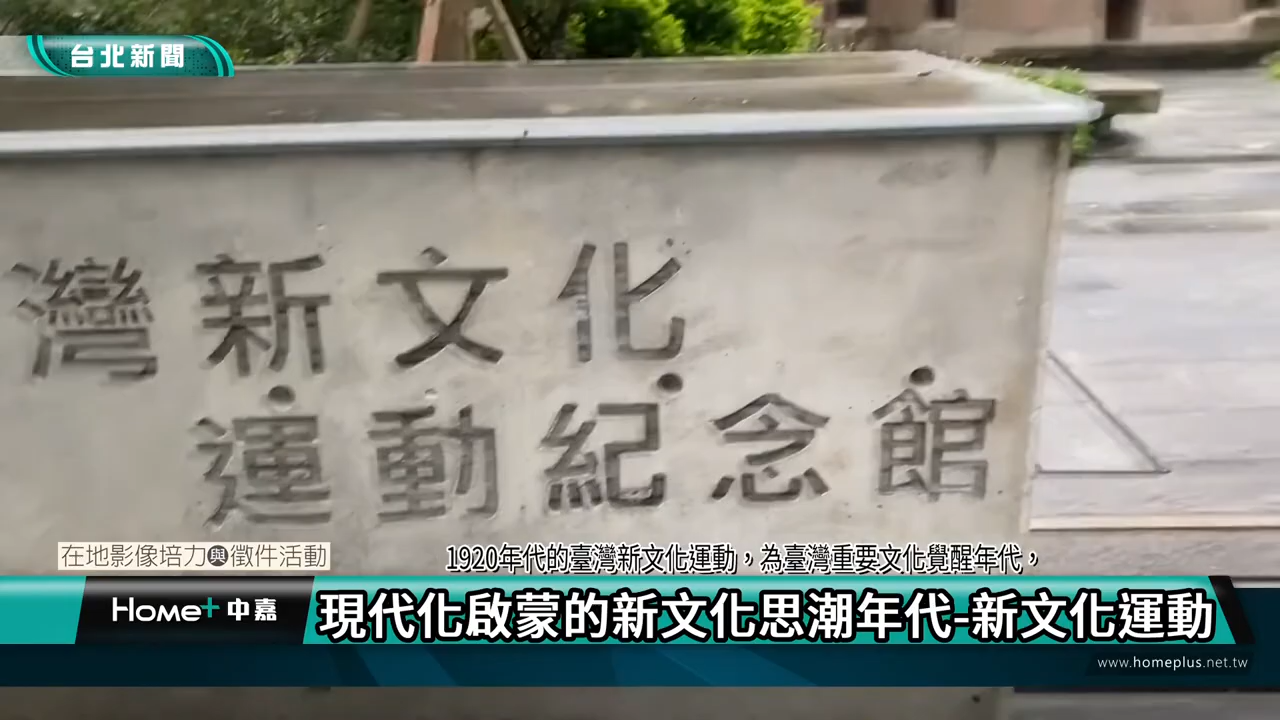 台北新聞
灣新文化
運動紀念館
在地影像培力與徵件活動
1920年代的臺灣新文化運動，為臺灣重要文化覺醒年代，
Home+中嘉
現代化啟蒙的新文化思潮年代-新文化運動
www.homeplus.net.tw